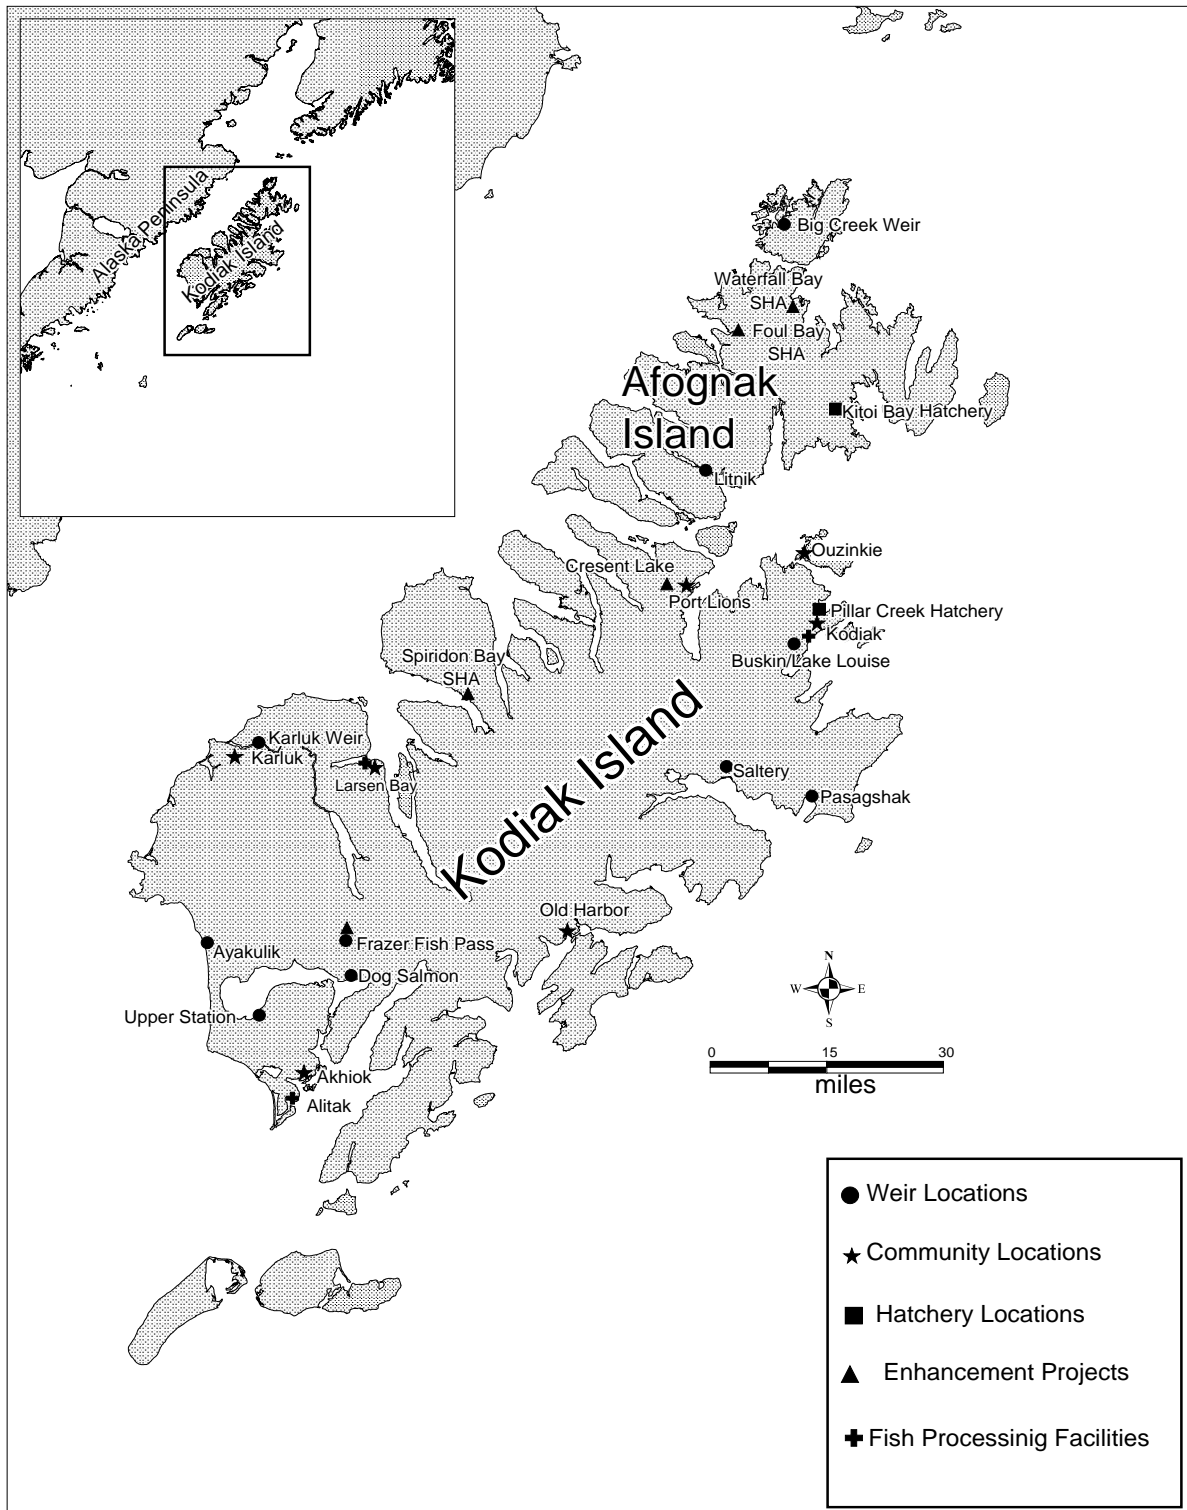 Alaska Peninsula
Kodiak Island
Big Creek Weir
Waterfall Bay
SHA
Foul Bay
SHA
Afognak
Island
Kitoi Bay Hatchery
Litnik
Ouzinkie
Cresent Lake
Port Lions
Pillar Creek Hatchery
Kodiak
Buskin/Lake Louise
Spiridon Bay
SHA
Kodiak Island
Karluk Weir
Karluk
Larsen Bay
Saltery
Pasagshak
Old Harbor
Frazer Fish Pass
Ayakulik
Dog Salmon
Upper Station
Akhiok
Alitak
N
W
E
S
0 15 30
miles
Weir Locations
Community Locations
Hatchery Locations
Enhancement Projects
Fish Processinig Facilities